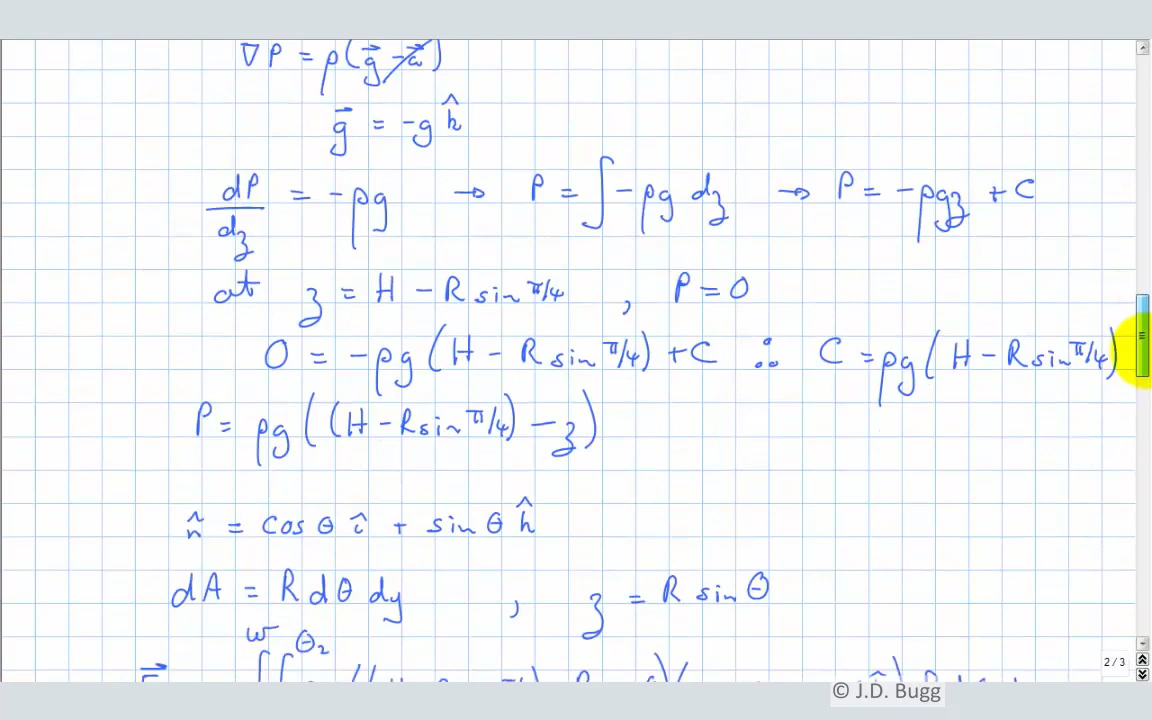 ∇P = ρ(g⃗ - a⃗)
g⃗ = -g k̂
dP/dz = -ρg → P = ∫ -ρg dz → P = -ρgz + C
at z = H - R sin π/4 , P = 0
0 = -ρg (H - R sin π/4) + C ∴ C = ρg (H - R sin π/4)
P = ρg ((H - R sin π/4) - z)
n̂ = cos θ î + sin θ k̂
dA = R dθ dy , z = R sin θ
w θ₂
2/3
© J.D. Bugg